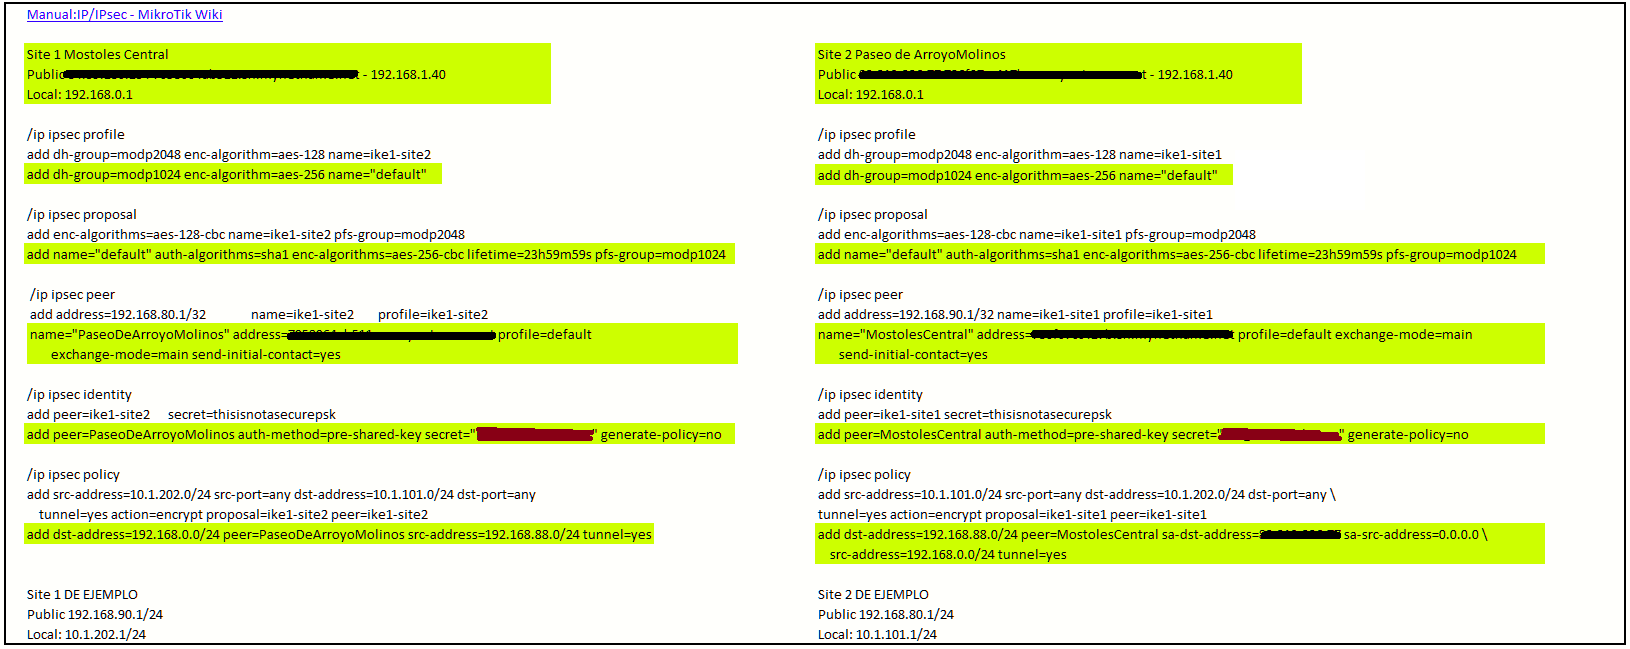 Manual:IP/IPsec - MikroTik Wiki
Site 1 Mostoles Central
Public - 192.168.1.40
Local: 192.168.0.1
/ip ipsec profile
add dh-group=modp2048 enc-algorithm=aes-128 name=ike1-site2
add dh-group=modp1024 enc-algorithm=aes-256 name="default"
/ip ipsec proposal
add enc-algorithms=aes-128-cbc name=ike1-site2 pfs-group=modp2048
add name="default" auth-algorithms=sha1 enc-algorithms=aes-256-cbc lifetime=23h59m59s pfs-group=modp1024
/ip ipsec peer
add address=192.168.80.1/32 name=ike1-site2 profile=ike1-site2
name="PaseoDeArroyoMolinos" address= profile=default
exchange-mode=main send-initial-contact=yes
/ip ipsec identity
add peer=ike1-site2 secret=thisisnotasecurepsk
add peer=PaseoDeArroyoMolinos auth-method=pre-shared-key secret=" " generate-policy=no
/ip ipsec policy
add src-address=10.1.202.0/24 src-port=any dst-address=10.1.101.0/24 dst-port=any
tunnel=yes action=encrypt proposal=ike1-site2 peer=ike1-site2
add dst-address=192.168.0.0/24 peer=PaseoDeArroyoMolinos src-address=192.168.88.0/24 tunnel=yes
Site 1 DE EJEMPLO
Public 192.168.90.1/24
Local: 10.1.202.1/24
Site 2 Paseo de ArroyoMolinos
Public - 192.168.1.40
Local: 192.168.0.1
/ip ipsec profile
add dh-group=modp2048 enc-algorithm=aes-128 name=ike1-site1
add dh-group=modp1024 enc-algorithm=aes-256 name="default"
/ip ipsec proposal
add enc-algorithms=aes-128-cbc name=ike1-site1 pfs-group=modp2048
add name="default" auth-algorithms=sha1 enc-algorithms=aes-256-cbc lifetime=23h59m59s pfs-group=modp1024
/ip ipsec peer
add address=192.168.90.1/32 name=ike1-site1 profile=ike1-site1
name="MostolesCentral" address= profile=default exchange-mode=main
send-initial-contact=yes
/ip ipsec identity
add peer=ike1-site1 secret=thisisnotasecurepsk
add peer=MostolesCentral auth-method=pre-shared-key secret=" " generate-policy=no
/ip ipsec policy
add src-address=10.1.101.0/24 src-port=any dst-address=10.1.202.0/24 dst-port=any \
tunnel=yes action=encrypt proposal=ike1-site1 peer=ike1-site1
add dst-address=192.168.88.0/24 peer=MostolesCentral sa-dst-address= sa-src-address=0.0.0.0 \
src-address=192.168.0.0/24 tunnel=yes
Site 2 DE EJEMPLO
Public 192.168.80.1/24
Local: 10.1.101.1/24